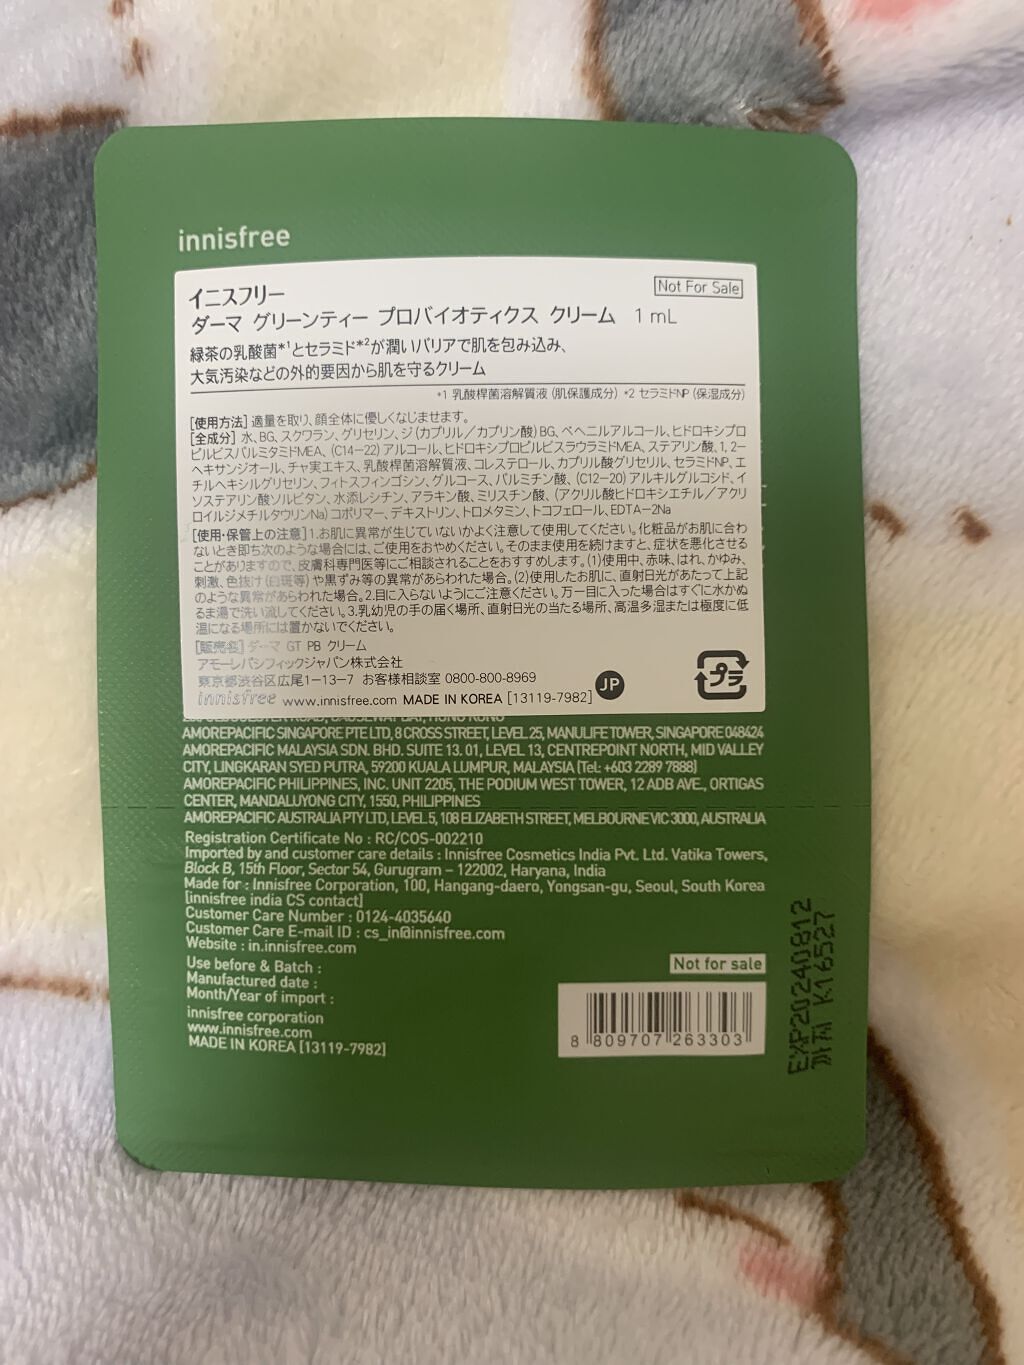 innisfree
イニスフリー
Not For Sale
ダーマ グリーンティー プロバイオティクス クリーム 1 mL
緑茶の乳酸菌*1とセラミド*2が潤いバリアで肌を包み込み、
大気汚染などの外的要因から肌を守るクリーム
*1 乳酸桿菌溶解質液 (肌保護成分) *2 セラミドNP (保湿成分)
[使用方法] 適量を取り、顔全体に優しくなじませます。
[全成分] 水、BG、スクワラン、グリセリン、ジ (カプリル/カプリン酸) BG、ベヘニルアルコール、ヒドロキシプロ
ピルビスパルミタミドMEA、(C14-22) アルコール、ヒドロキシプロピルビスラウラミドMEA、ステアリン酸、1, 2-
ヘキサンジオール、チャ実エキス、乳酸桿菌溶解質液、コレステロール、カプリル酸グリセリル、セラミドNP、エ
チルヘキシルグリセリン、フィトスフィンゴシン、グルコース、パルミチン酸、(C12-20) アルキルグルコシド、イ
ソステアリン酸ソルビタン、水添レシチン、アラキン酸、ミリスチン酸、(アクリル酸ヒドロキシエチル/アクリ
ロイルジメチルタウリンNa) コポリマー、デキストリン、トロメタミン、トコフェロール、EDTA-2Na
[使用・保管上の注意] 1.お肌に異常が生じていないかよく注意して使用してください。化粧品がお肌に合わ
ないとき即ち次のような場合には、ご使用をおやめください。そのまま使用を続けますと、症状を悪化させる
ことがありますので、皮膚科専門医等にご相談されることをおすすめします。(1)使用中、赤味、はれ、かゆみ、
刺激、色抜け (白斑等) や黒ずみ等の異常があらわれた場合。(2)使用したお肌に、直射日光があたって上記
のような異常があらわれた場合。2.目に入らないようにご注意ください。万一目に入った場合はすぐに水かぬ
るま湯で洗い流してください。3.乳幼児の手の届く場所、直射日光の当たる場所、高温多湿または極度に低
温になる場所には置かないでください。
[販売名] ダーマ GT PB クリーム
アモーレパシフィックジャパン株式会社
東京都渋谷区広尾1-13-7 お客様相談室 0800-800-8969
innisfree www.innisfree.com MADE IN KOREA [13119-7982] JP プラ
AMOREPACIFIC SINGAPORE PTE LTD, 8 CROSS STREET, LEVEL 25, MANULIFE TOWER, SINGAPORE 048424
AMOREPACIFIC MALAYSIA SDN. BHD. SUITE 13. 01, LEVEL 13, CENTREPOINT NORTH, MID VALLEY
CITY, LINGKARAN SYED PUTRA, 59200 KUALA LUMPUR, MALAYSIA (Tel: +603 2289 7888)
AMOREPACIFIC PHILIPPINES, INC. UNIT 2205, THE PODIUM WEST TOWER, 12 ADB AVE., ORTIGAS
CENTER, MANDALUYONG CITY, 1550, PHILIPPINES
AMOREPACIFIC AUSTRALIA PTY LTD, LEVEL 5, 108 ELIZABETH STREET, MELBOURNE VIC 3000, AUSTRALIA
Registration Certificate No : RC/COS-002210
Imported by and customer care details : Innisfree Cosmetics India Pvt. Ltd. Vatika Towers,
Block B, 15th Floor, Sector 54, Gurugram – 122002, Haryana, India
Made for : Innisfree Corporation, 100, Hangang-daero, Yongsan-gu, Seoul, South Korea
[innisfree india CS contact]
Customer Care Number : 0124-4035640
Customer Care E-mail ID : cs_in@innisfree.com
Website : in.innisfree.com
Use before & Batch :
Manufactured date :
Month/Year of import :
innisfree corporation
www.innisfree.com
MADE IN KOREA [13119-7982]
Not for sale
8 809707 263303
EXP20240812
까지 K16527